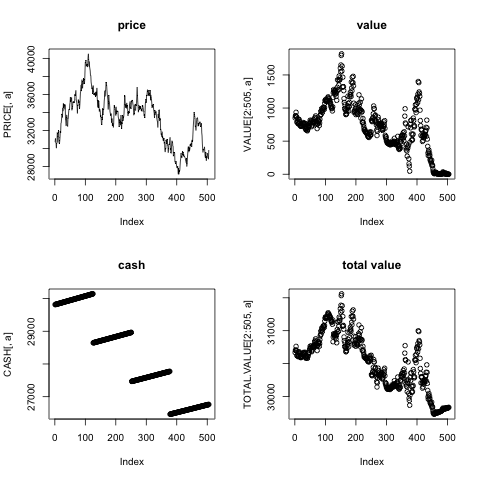 price
PRICE[, a]
28000 32000 36000 40000
0 100 200 300 400 500
Index
value
VALUE[2:505, a]
0 500 1000 1500
0 100 200 300 400 500
Index
cash
CASH[, a]
27000 29000
0 100 200 300 400 500
Index
total value
TOTAL.VALUE[2:505, a]
30000 31000
0 100 200 300 400 500
Index